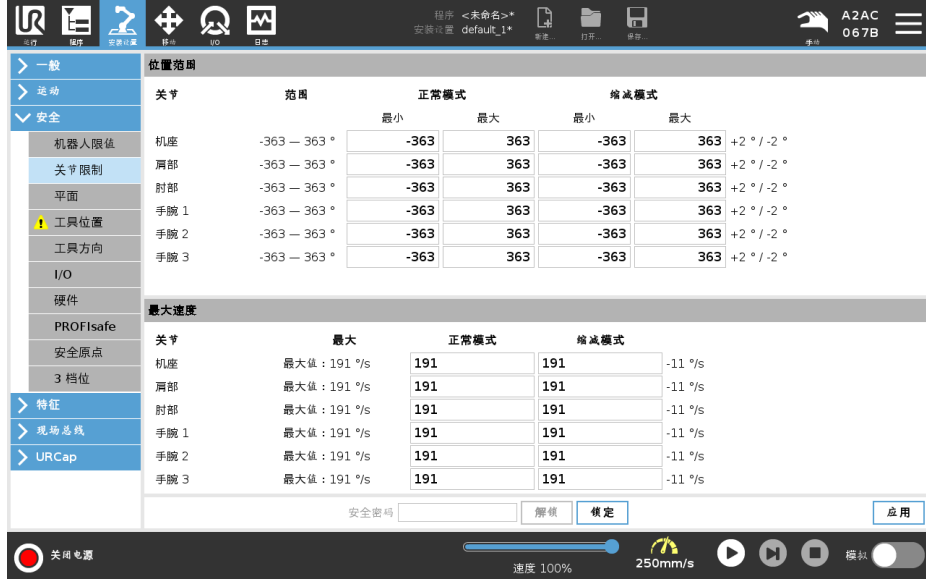 程序 <未命名>*
A2AC
安装设置 default_1*
067B
运行 程序 安装设置 移动 I/O 日志 新建... 打开... 保存... 手动
一般
运动
安全
机器人限值
关节限制
平面
工具位置
工具方向
I/O
硬件
PROFIsafe
安全原点
3 档位
特征
现场总线
URCap
位置范围
关节 范围 正常模式 缩减模式
最小 最大 最小 最大
机座 -363 — 363 ° -363 363 -363 363 +2 ° / -2 °
肩部 -363 — 363 ° -363 363 -363 363 +2 ° / -2 °
肘部 -363 — 363 ° -363 363 -363 363 +2 ° / -2 °
手腕 1 -363 — 363 ° -363 363 -363 363 +2 ° / -2 °
手腕 2 -363 — 363 ° -363 363 -363 363 +2 ° / -2 °
手腕 3 -363 — 363 ° -363 363 -363 363 +2 ° / -2 °
最大速度
关节 最大 正常模式 缩减模式
机座 最大值：191 °/s 191 191 -11 °/s
肩部 最大值：191 °/s 191 191 -11 °/s
肘部 最大值：191 °/s 191 191 -11 °/s
手腕 1 最大值：191 °/s 191 191 -11 °/s
手腕 2 最大值：191 °/s 191 191 -11 °/s
手腕 3 最大值：191 °/s 191 191 -11 °/s
安全密码 解锁 锁定 应用
关闭电源
速度 100%
250mm/s
模拟